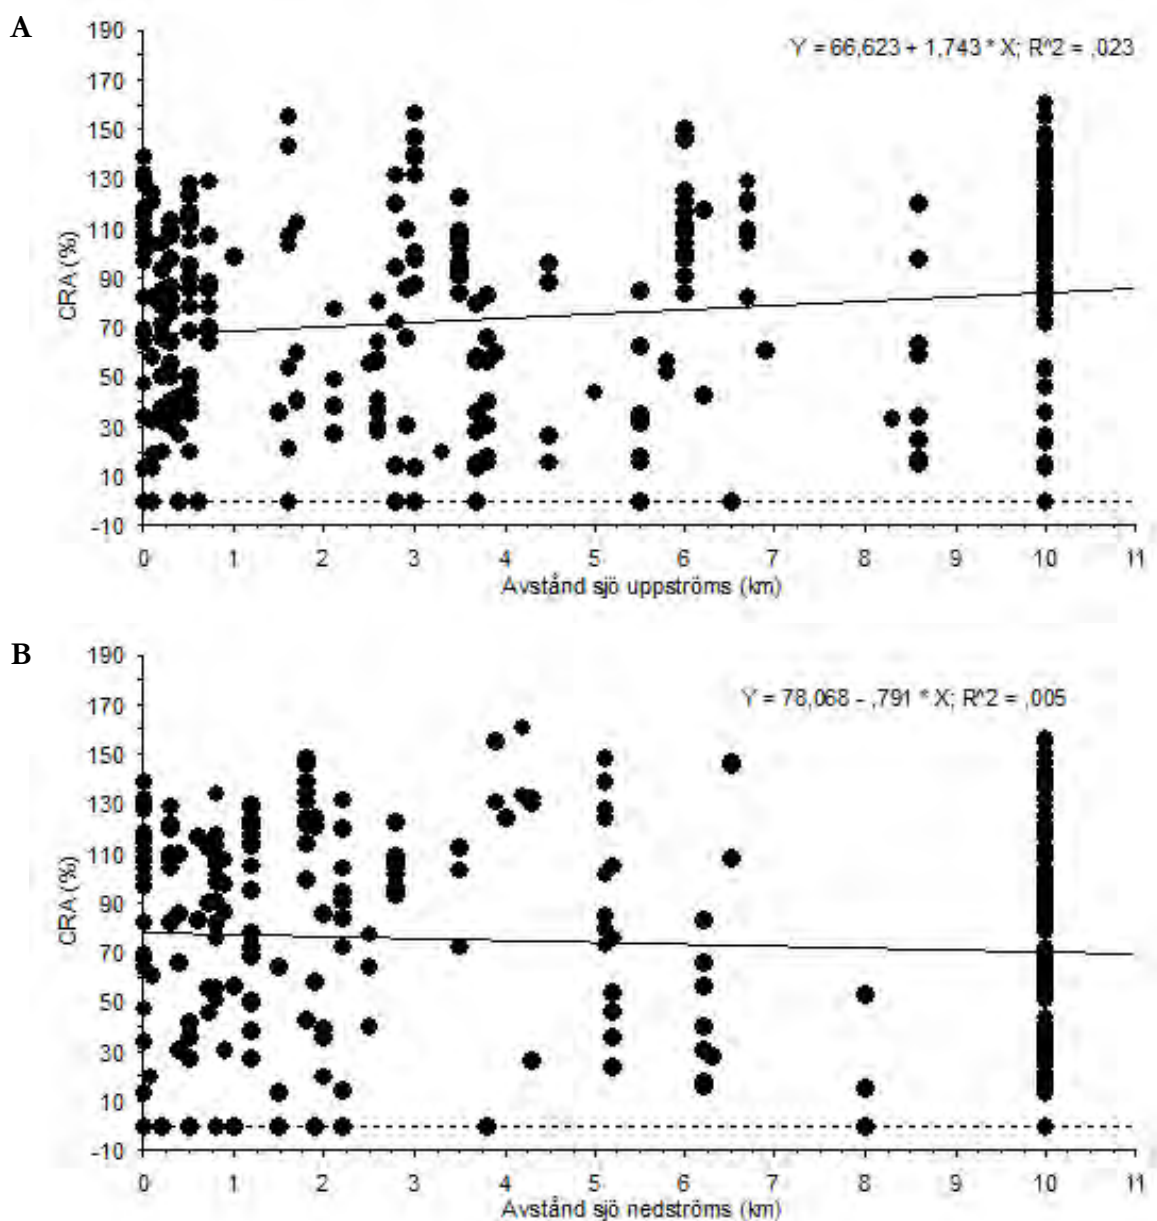 A
190
Y = 66,623 + 1,743 * X; R^2 = ,023
170
150
130
110
90
70
50
30
10
-10
CRA (%)
0 1 2 3 4 5 6 7 8 9 10 11
Avstånd sjö uppströms (km)
B
190
Y = 78,068 - ,791 * X; R^2 = ,005
170
150
130
110
90
70
50
30
10
-10
CRA (%)
0 1 2 3 4 5 6 7 8 9 10 11
Avstånd sjö nedströms (km)